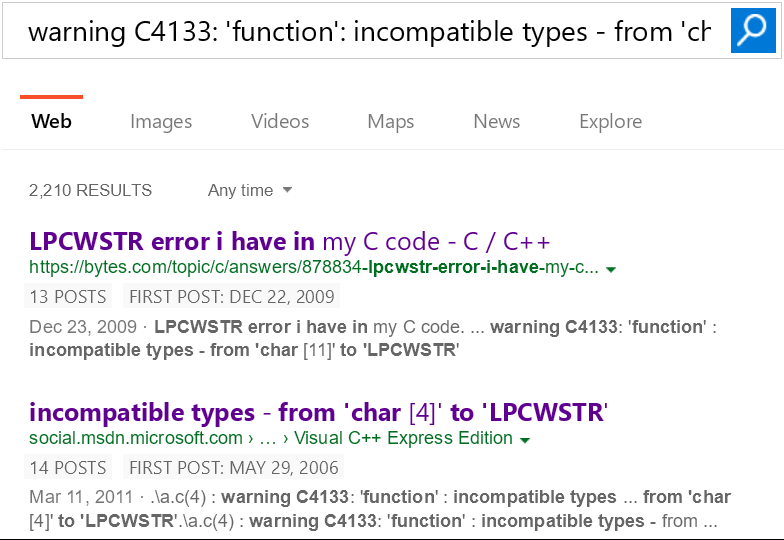 warning C4133: 'function': incompatible types - from 'ch
Web Images Videos Maps News Explore
2,210 RESULTS Any time
LPCWSTR error i have in my C code - C / C++
https://bytes.com/topic/c/answers/878834-lpcwstr-error-i-have-my-c...
13 POSTS FIRST POST: DEC 22, 2009
Dec 23, 2009 · LPCWSTR error i have in my C code. ... warning C4133: 'function' :
incompatible types - from 'char [11]' to 'LPCWSTR'
incompatible types - from 'char [4]' to 'LPCWSTR'
social.msdn.microsoft.com › … › Visual C++ Express Edition
14 POSTS FIRST POST: MAY 29, 2006
Mar 11, 2011 · .\a.c(4) : warning C4133: 'function' : incompatible types ... from 'char
[4]' to 'LPCWSTR'.\a.c(4) : warning C4133: 'function' : incompatible types - from ...